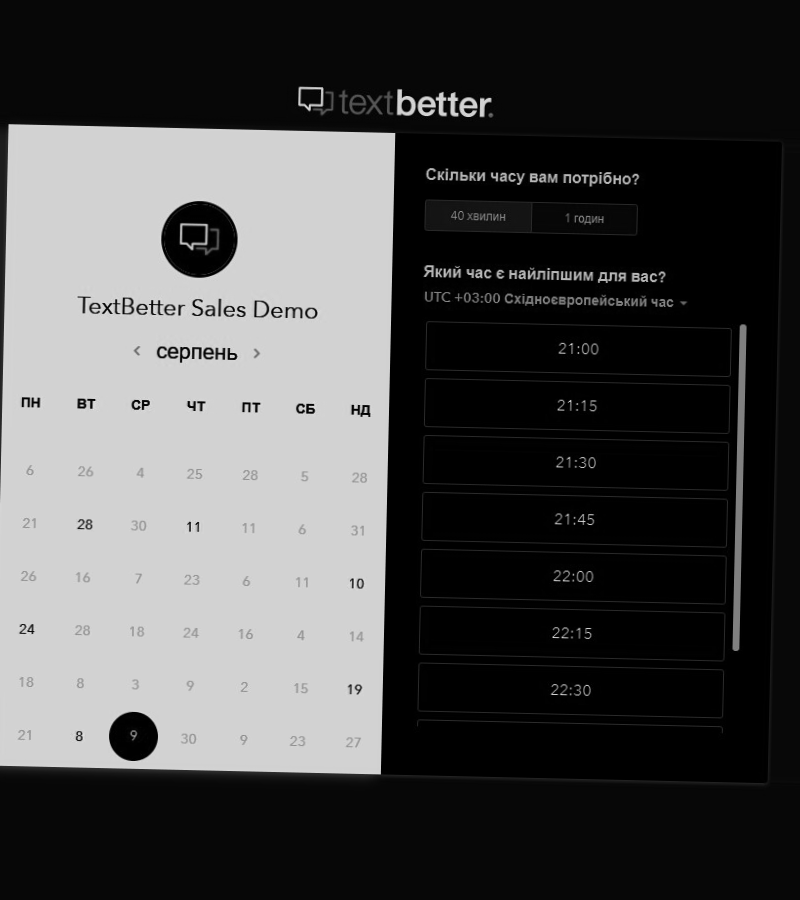 textbetter.
TextBetter Sales Demo
серпень
ПН ВТ СР ЧТ ПТ СБ НД
6 26 4 25 28 5 28
21 28 30 11 11 6 31
26 16 7 23 6 11 10
24 28 18 24 16 4 14
18 8 3 9 2 15 19
21 8 9 30 9 23 27
Скільки часу вам потрібно?
40 хвилин 1 годин
Який час є найліпшим для вас?
UTC +03:00 Східноєвропейський час
21:00
21:15
21:30
21:45
22:00
22:15
22:30